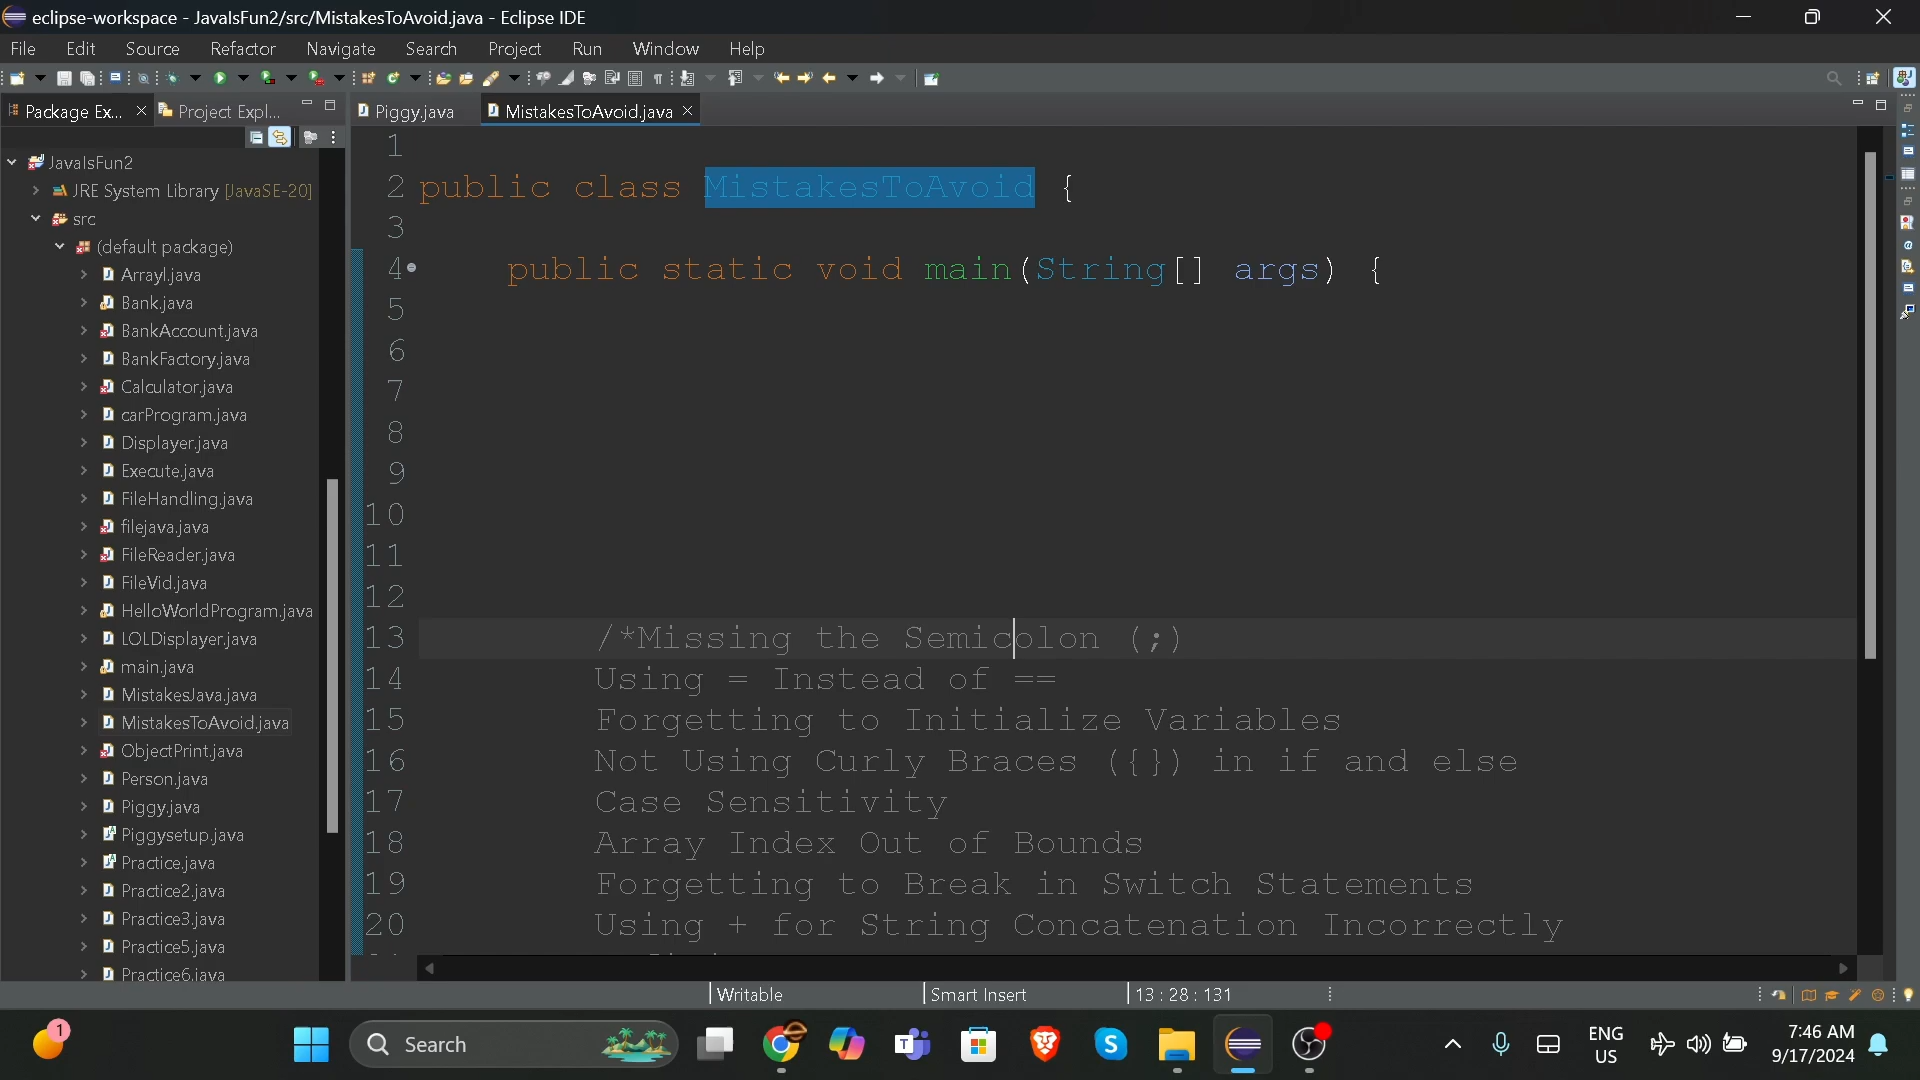 eclipse-workspace - JavaIsFun2/src/MistakesToAvoid.java - Eclipse IDE
File Edit Source Refactor Navigate Search Project Run Window Help
Package Ex... Project Expl... Piggy.java MistakesToAvoid.java
JavaIsFun2
JRE System Library [JavaSE-20]
src
(default package)
Arrayl.java
Bank.java
BankAccount.java
BankFactory.java
Calculator.java
carProgram.java
Displayer.java
Execute.java
FileHandling.java
filejava.java
FileReader.java
FileVid.java
HelloWorldProgram.java
LOLDisplayer.java
main.java
MistakesJava.java
MistakesToAvoid.java
ObjectPrint.java
Person.java
Piggy.java
Piggysetup.java
Practice.java
Practice2.java
Practice3.java
Practice5.java
Practice6.java
1
2 public class MistakesToAvoid {
3
4 public static void main(String[] args) {
5
6
7
8
9
10
11
12
13 /*Missing the Semicolon (;)
14 Using = Instead of ==
15 Forgetting to Initialize Variables
16 Not Using Curly Braces ({}) in if and else
17 Case Sensitivity
18 Array Index Out of Bounds
19 Forgetting to Break in Switch Statements
20 Using + for String Concatenation Incorrectly
Writable Smart Insert 13 : 28 : 131
1 Search ENG US 7:46 AM 9/17/2024